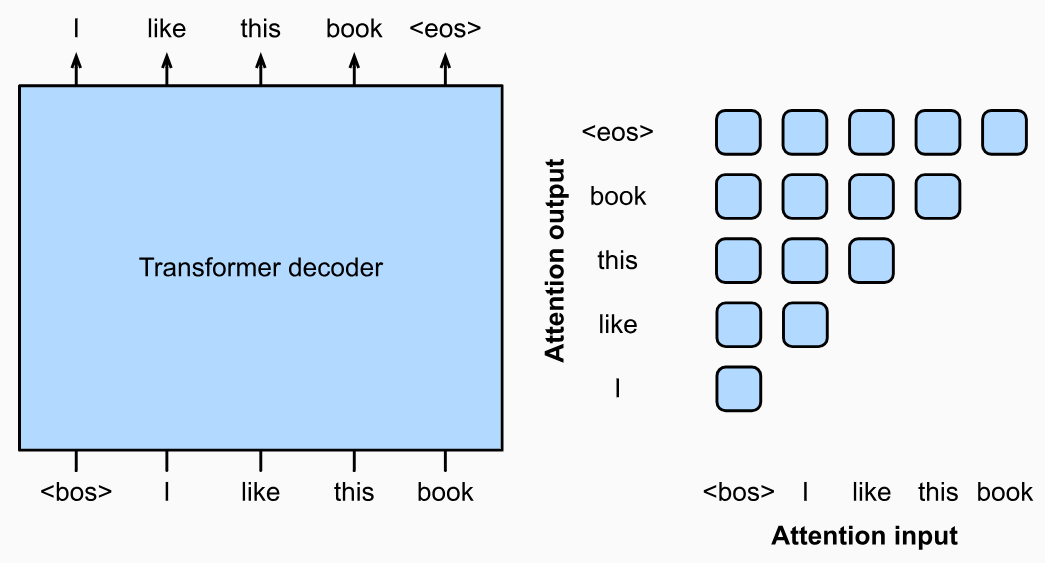 I like this book <eos>
Transformer decoder
<bos> I like this book
Attention output
<eos>
book
this
like
I
<bos> I like this book
Attention input